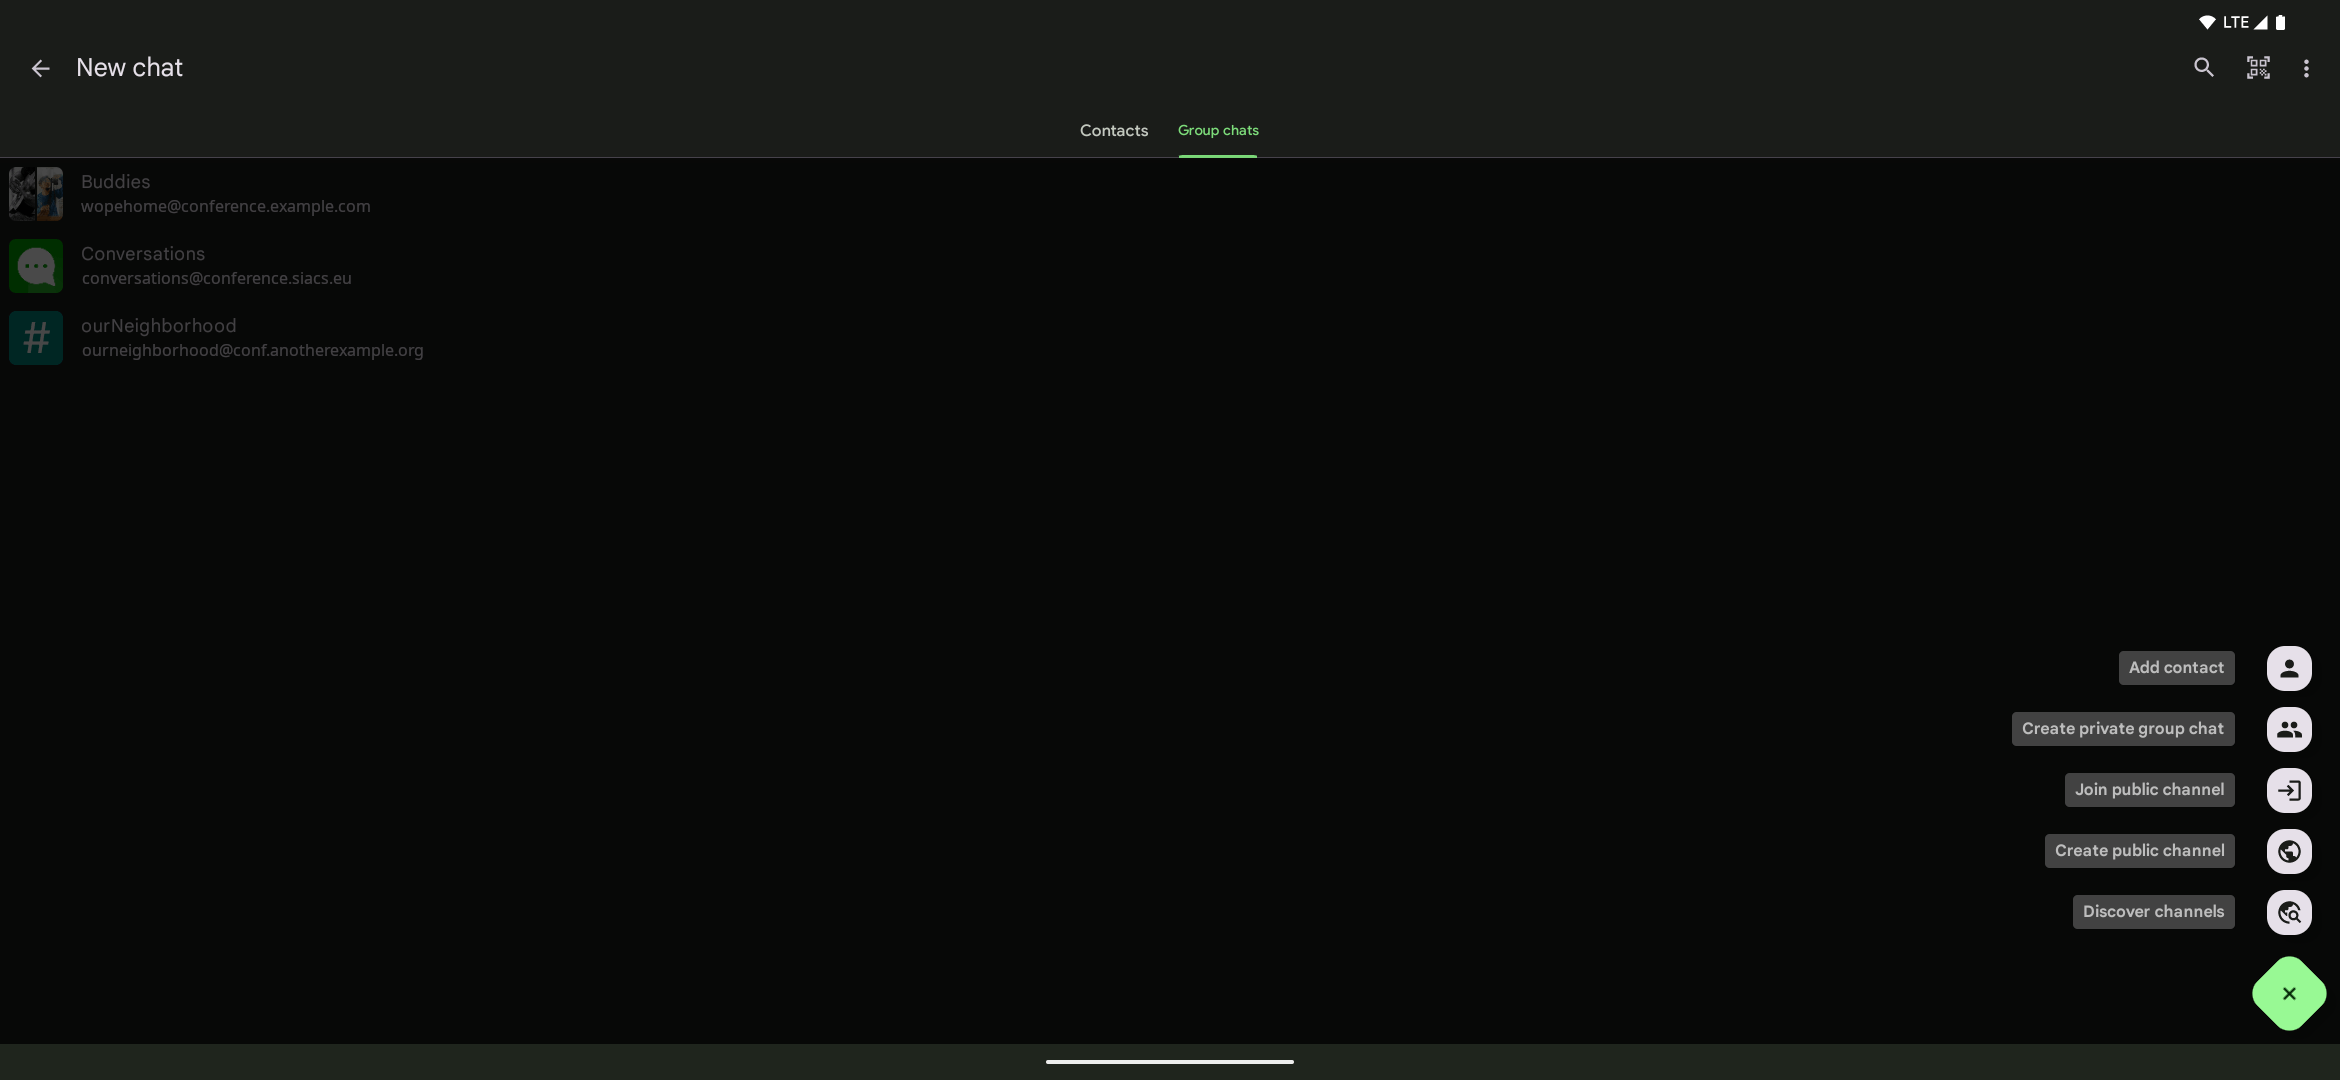 LTE
New chat
Contacts
Group chats
Buddies
wopehome@conference.example.com
Conversations
conversations@conference.siacs.eu
#
ourNeighborhood
ourneighborhood@conf.anotherexample.org
Add contact
Create private group chat
Join public channel
Create public channel
Discover channels